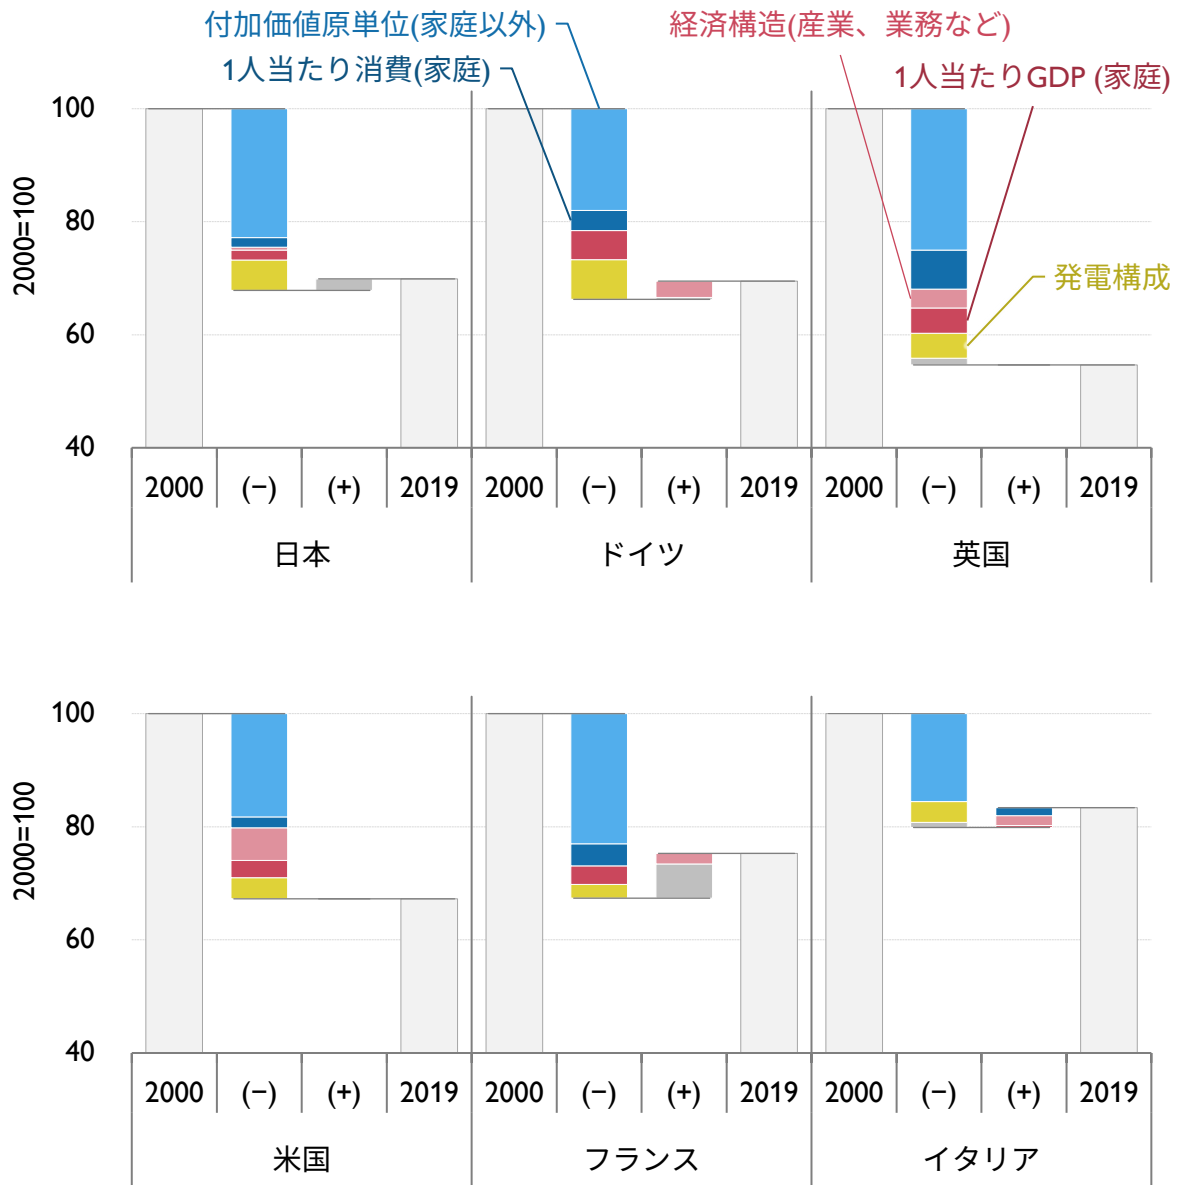 付加価値原単位(家庭以外)
経済構造(産業、業務など)
1人当たり消費(家庭)
1人当たりGDP (家庭)
2000=100
100
80
60
40
発電構成
2000 (−) (+) 2019 2000 (−) (+) 2019 2000 (−) (+) 2019
日本 ドイツ 英国
2000=100
100
80
60
40
2000 (−) (+) 2019 2000 (−) (+) 2019 2000 (−) (+) 2019
米国 フランス イタリア